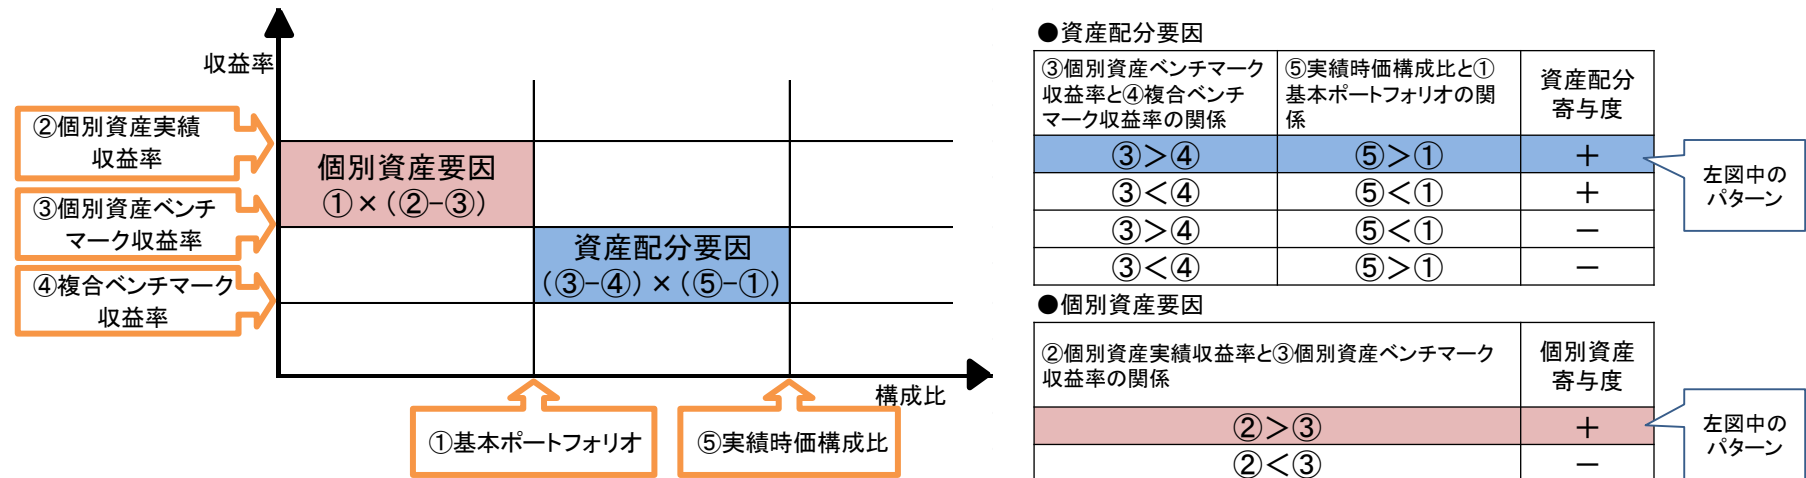 収益率
②個別資産実績
収益率
③個別資産ベンチ
マーク収益率
④複合ベンチマーク
収益率
個別資産要因
①×(②-③)
資産配分要因
(③-④)×(⑤-①)
構成比
①基本ポートフォリオ
⑤実績時価構成比
●資産配分要因
③個別資産ベンチマーク
収益率と④複合ベンチ
マーク収益率の関係
⑤実績時価構成比と①
基本ポートフォリオの関
係
資産配分
寄与度
③>④ ⑤>① +
③<④ ⑤<① +
③>④ ⑤<① −
③<④ ⑤>① −
左図中の
パターン
●個別資産要因
②個別資産実績収益率と③個別資産ベンチマーク
収益率の関係
個別資産
寄与度
②>③ +
②<③ −
左図中の
パターン